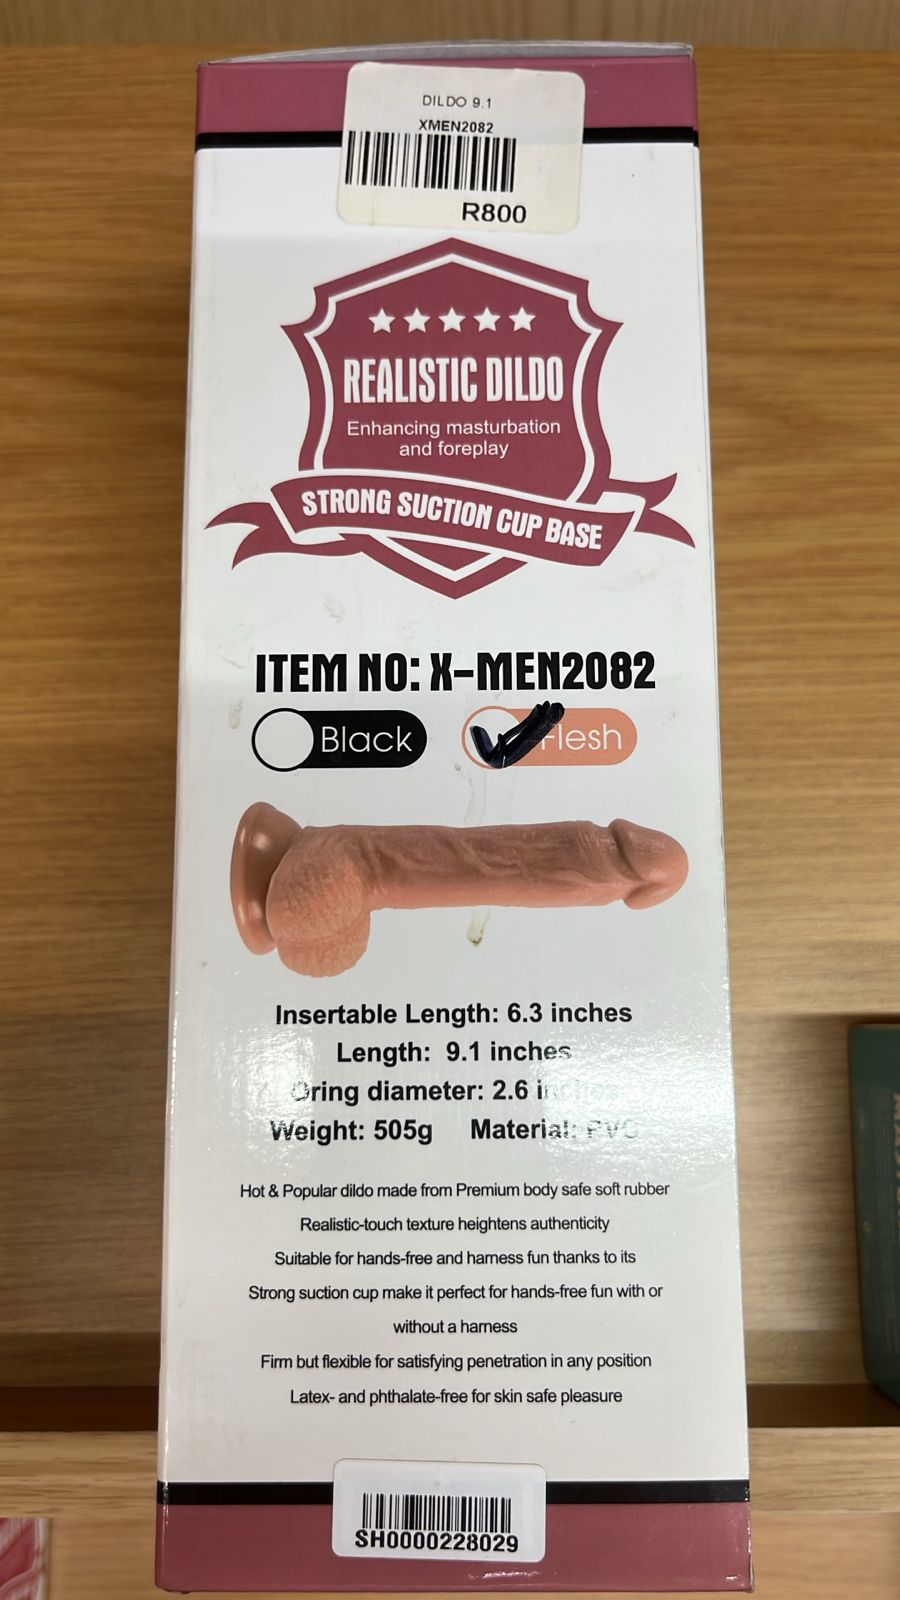 DILDO 9.1
XMEN2082
R800
REALISTIC DILDO
Enhancing masturbation
and foreplay
STRONG SUCTION CUP BASE
ITEM NO: X-MEN2082
Black
Flesh
Insertable Length: 6.3 inches
Length: 9.1 inches
Oring diameter: 2.6 inches
Weight: 505g Material: PVC
Hot & Popular dildo made from Premium body safe soft rubber
Realistic-touch texture heightens authenticity
Suitable for hands-free and harness fun thanks to its
Strong suction cup make it perfect for hands-free fun with or
without a harness
Firm but flexible for satisfying penetration in any position
Latex- and phthalate-free for skin safe pleasure
SH0000228029